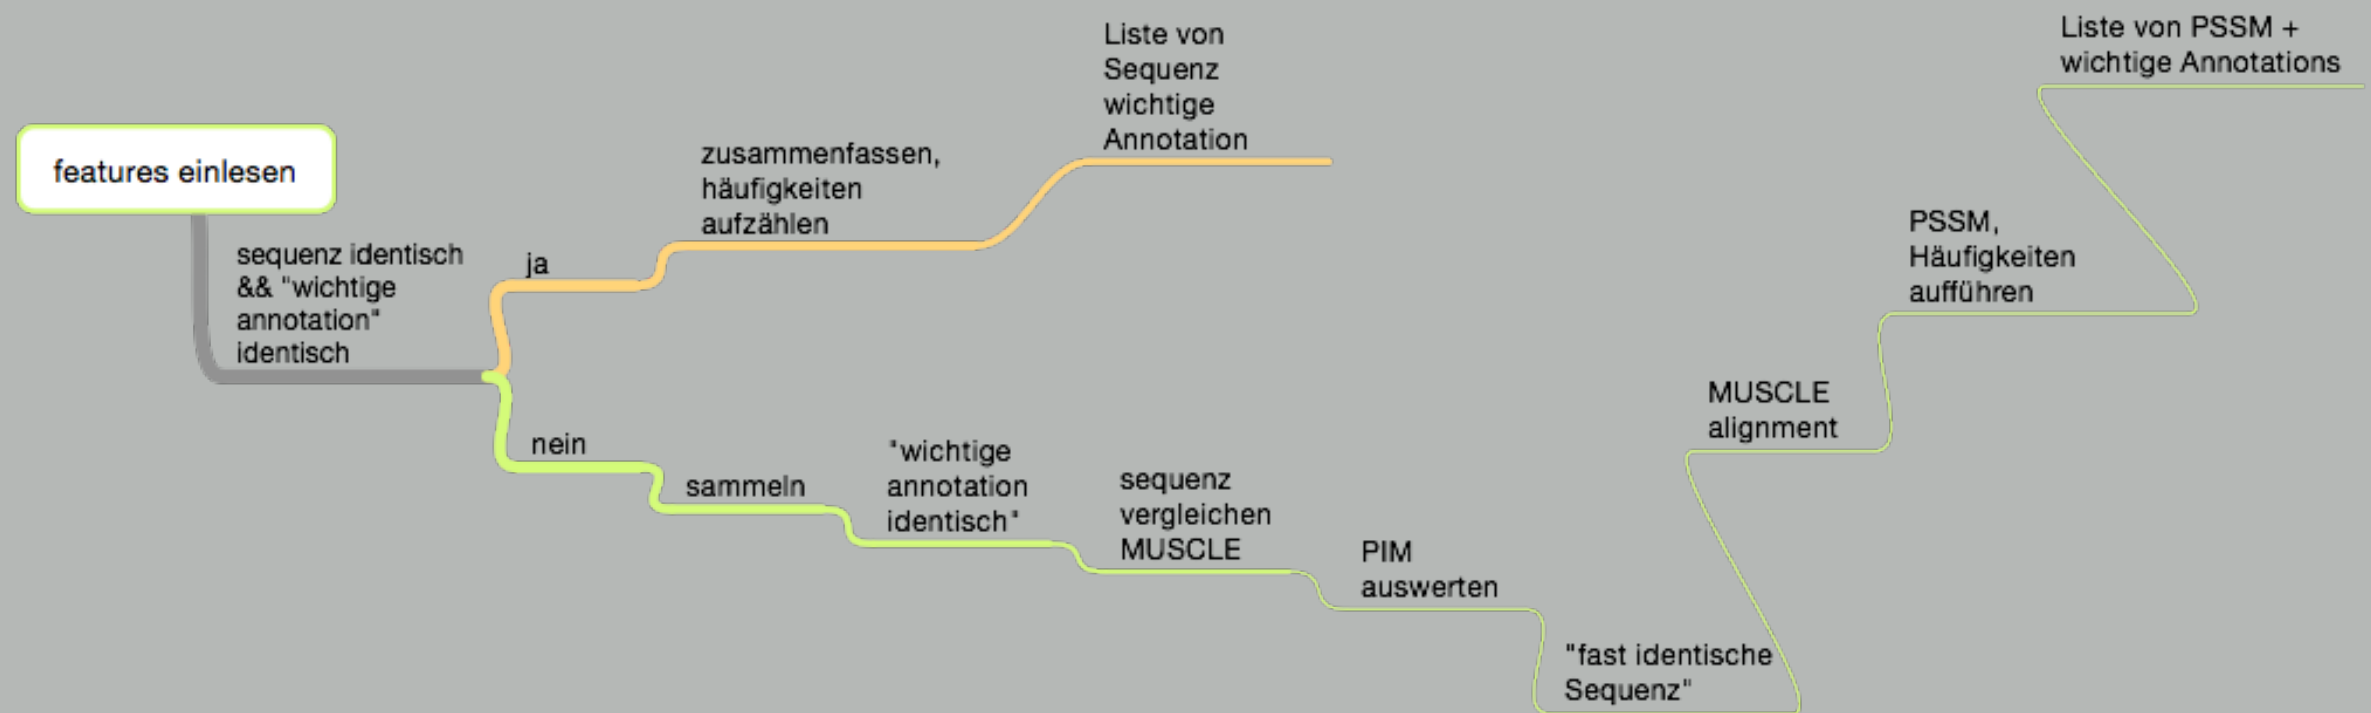 features einlesen
sequenz identisch
&& "wichtige
annotation"
identisch
ja
zusammenfassen,
häufigkeiten
aufzählen
Liste von
Sequenz
wichtige
Annotation
nein
sammeln
"wichtige
annotation
identisch"
sequenz
vergleichen
MUSCLE
PIM
auswerten
"fast identische
Sequenz"
MUSCLE
alignment
PSSM,
Häufigkeiten
aufführen
Liste von PSSM +
wichtige Annotations